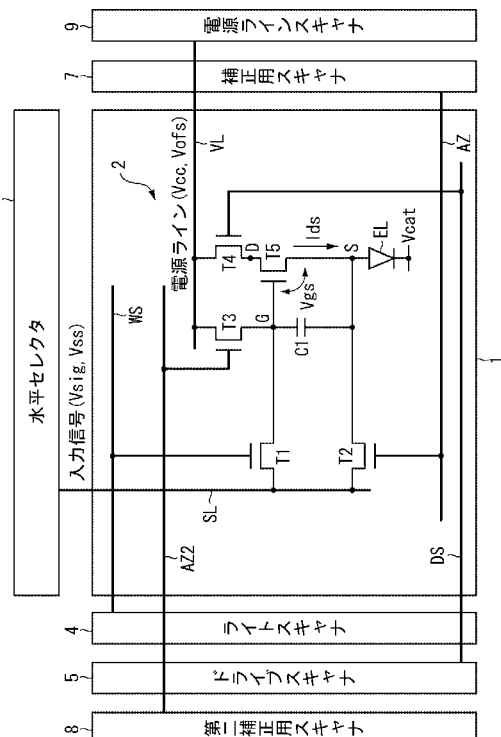 水平セレクタ
入力信号(Vsig, Vss)
電源ライン(Vcc, Vofs)
電源ラインスキャナ
補正用スキャナ
ライトスキャナ
ドライブスキャナ
第二補正用スキャナ
9
7
2
4
5
8
1
WS
AZ2
SL
VL
AZ
DS
T1
T2
T3
T4
T5
D
G
S
C1
Vgs
Ids
EL
Vcat